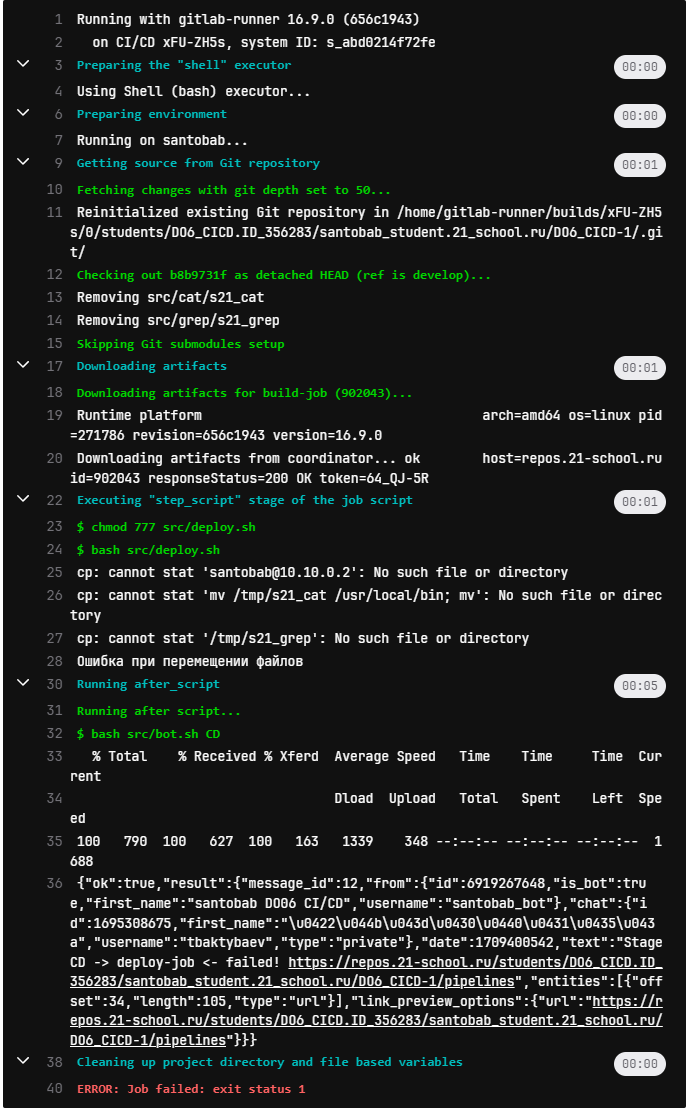 1 Running with gitlab-runner 16.9.0 (656c1943)
2 on CI/CD xFU-ZH5s, system ID: s_abd0214f72fe
3 Preparing the "shell" executor 00:00
4 Using Shell (bash) executor...
6 Preparing environment 00:00
7 Running on santobab...
9 Getting source from Git repository 00:01
10 Fetching changes with git depth set to 50...
11 Reinitialized existing Git repository in /home/gitlab-runner/builds/xFU-ZH5
s/0/students/DO6_CICD.ID_356283/santobab_student.21_school.ru/DO6_CICD-1/.gi
t/
12 Checking out b8b9731f as detached HEAD (ref is develop)...
13 Removing src/cat/s21_cat
14 Removing src/grep/s21_grep
15 Skipping Git submodules setup
17 Downloading artifacts 00:01
18 Downloading artifacts for build-job (902043)...
19 Runtime platform arch=amd64 os=linux pid
=271786 revision=656c1943 version=16.9.0
20 Downloading artifacts from coordinator... ok host=repos.21-school.ru
id=902043 responseStatus=200 OK token=64_QJ-5R
22 Executing "step_script" stage of the job script 00:01
23 $ chmod 777 src/deploy.sh
24 $ bash src/deploy.sh
25 cp: cannot stat 'santobab@10.10.0.2': No such file or directory
26 cp: cannot stat 'mv /tmp/s21_cat /usr/local/bin; mv': No such file or direc
tory
27 cp: cannot stat '/tmp/s21_grep': No such file or directory
28 Ошибка при перемещении файлов
30 Running after_script 00:05
31 Running after script...
32 $ bash src/bot.sh CD
33 % Total % Received % Xferd Average Speed Time Time Time Cur
rent
34 Dload Upload Total Spent Left Spe
ed
35 100 790 100 627 100 163 1339 348 --:--:-- --:--:-- --:--:-- 1
688
36 {"ok":true,"result":{"message_id":12,"from":{"id":6919267648,"is_bot":tru
e,"first_name":"santobab DO06 CI/CD","username":"santobab_bot"},"chat":{"i
d":1695308675,"first_name":"\u0422\u044b\u043d\u0430\u0440\u0431\u0435\u043
a","username":"tbaktybaev","type":"private"},"date":1709400542,"text":"Stage
CD -> deploy-job <- failed! https://repos.21-school.ru/students/DO6_CICD.ID_
356283/santobab_student.21_school.ru/DO6_CICD-1/pipelines","entities":[{"off
set":34,"length":105,"type":"url"}],"link_preview_options":{"url":"https://r
epos.21-school.ru/students/DO6_CICD.ID_356283/santobab_student.21_school.ru/
DO6_CICD-1/pipelines"}}}
38 Cleaning up project directory and file based variables 00:00
40 ERROR: Job failed: exit status 1